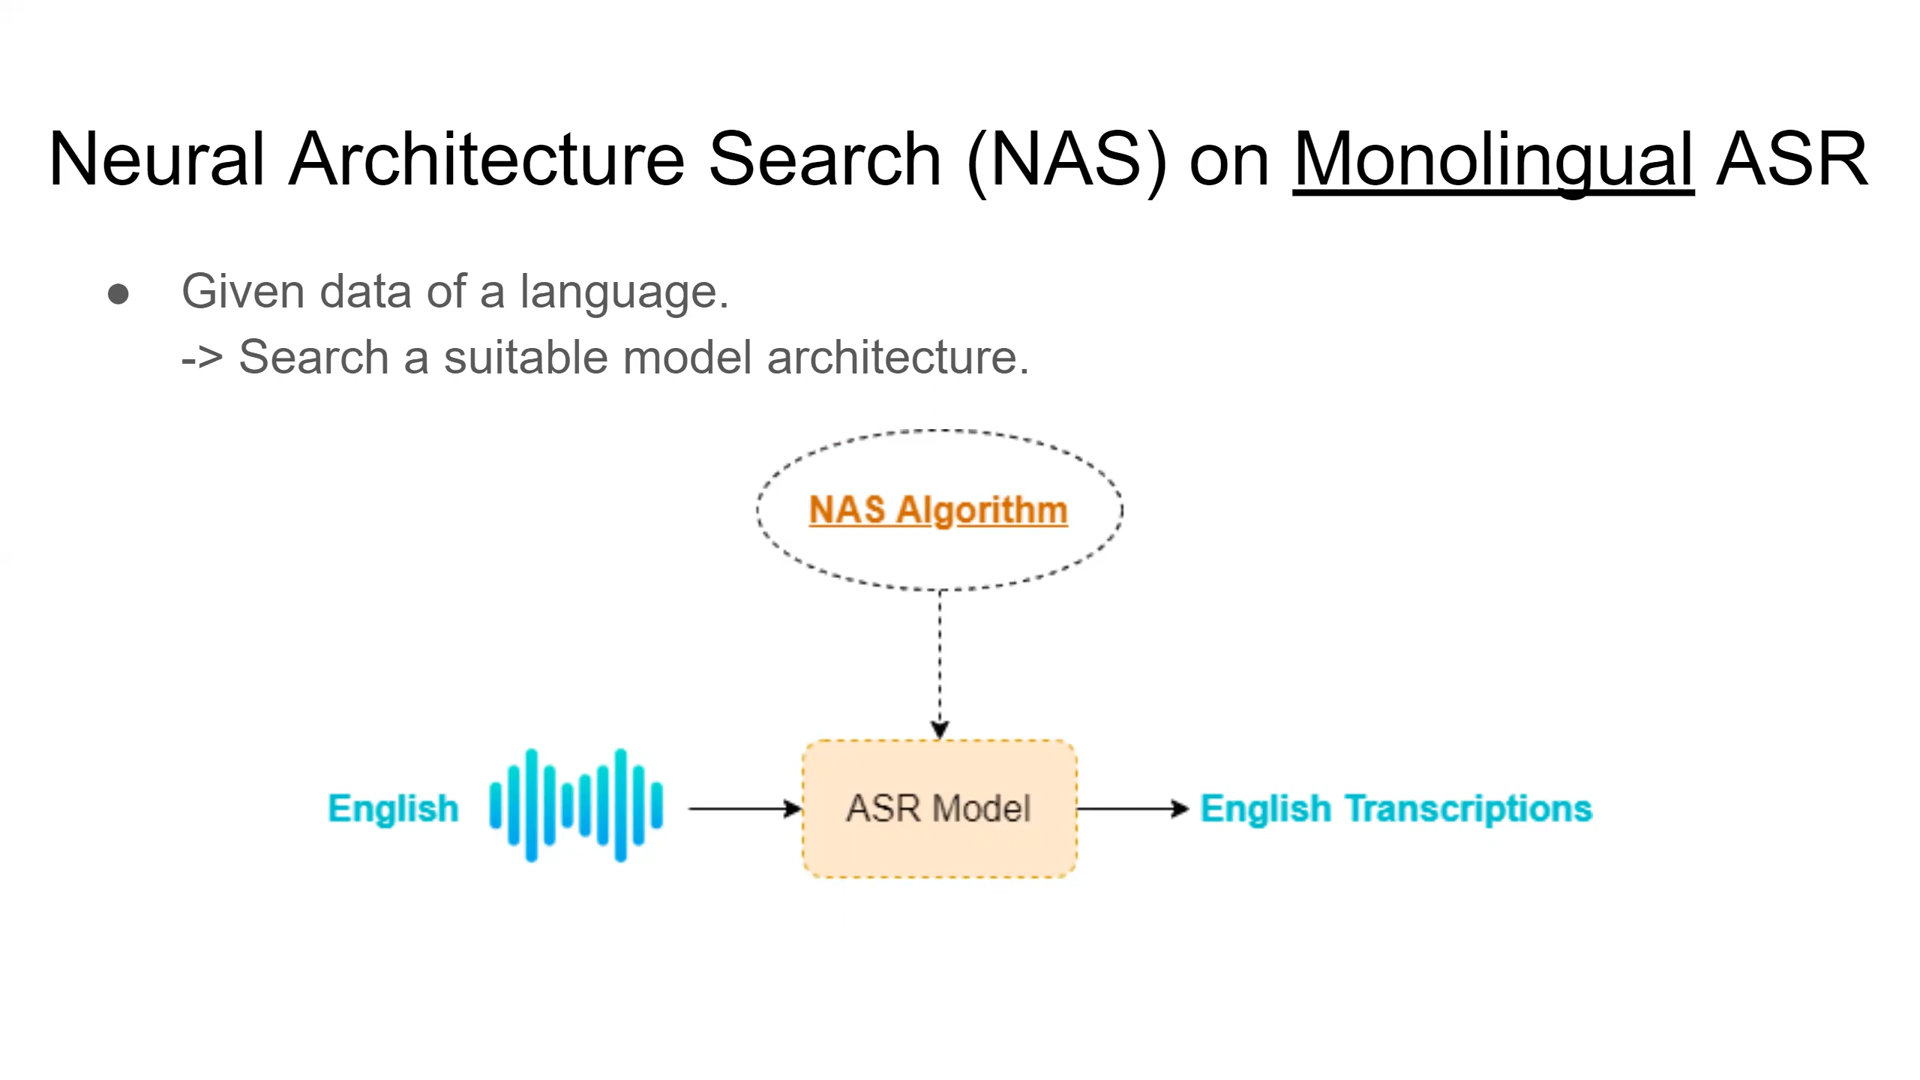 Neural Architecture Search (NAS) on Monolingual ASR
● Given data of a language.
-> Search a suitable model architecture.
NAS Algorithm
English
ASR Model
English Transcriptions